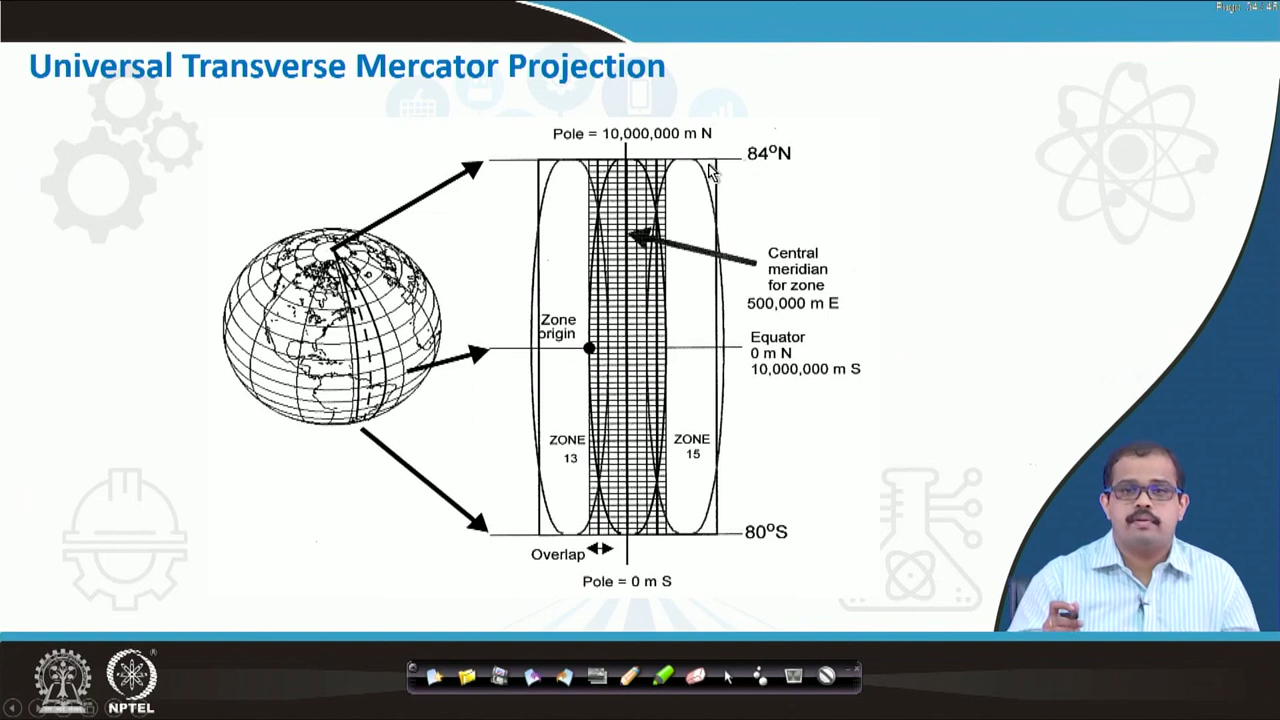 Universal Transverse Mercator Projection
Pole = 10,000,000 m N
84°N
Central
meridian
for zone
500,000 m E
Zone
origin
Equator
0 m N
10,000,000 m S
ZONE
13
ZONE
15
Overlap
80°S
Pole = 0 m S
NPTEL